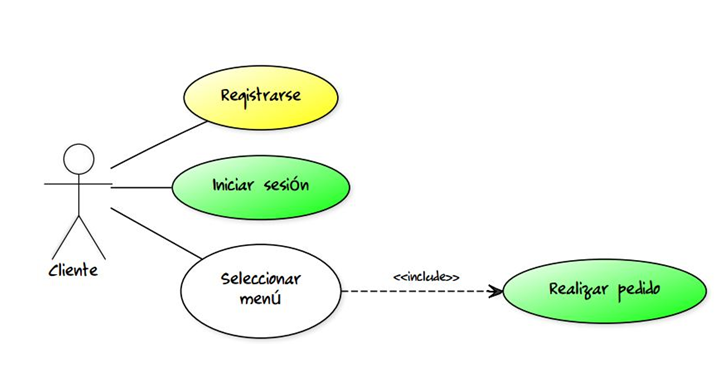 Registrarse
Iniciar sesión
Cliente
Seleccionar
menú
<<include>>
Realizar pedido